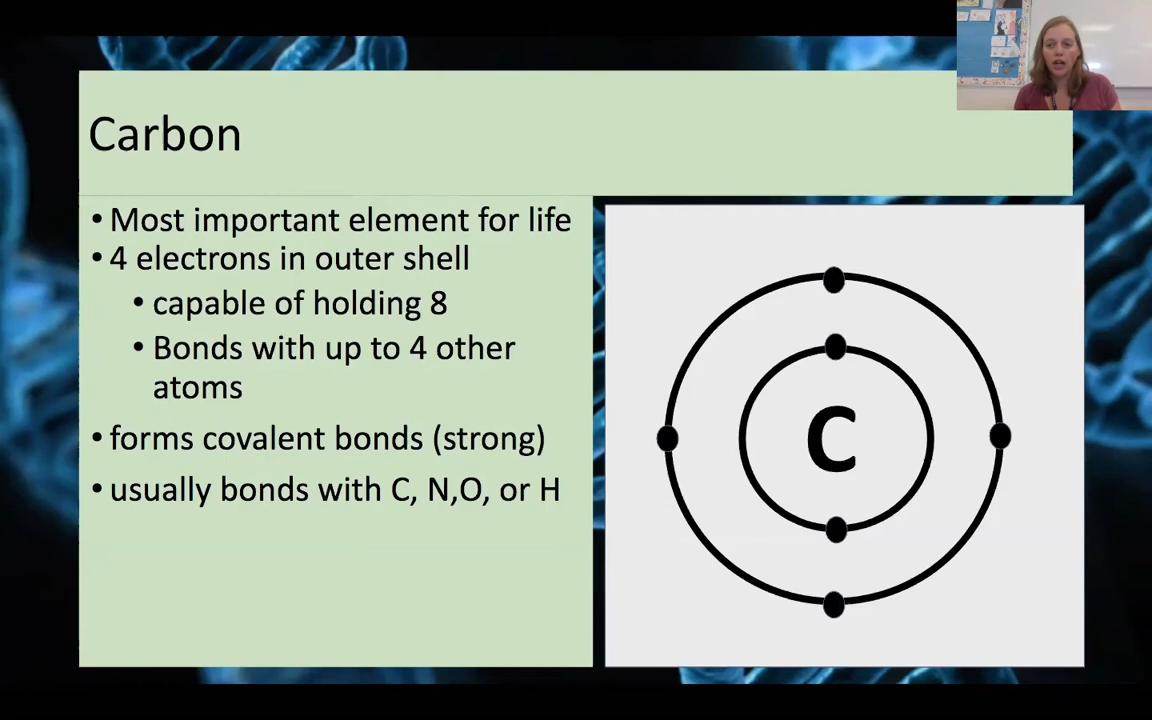 Carbon
• Most important element for life
• 4 electrons in outer shell
• capable of holding 8
• Bonds with up to 4 other
atoms
• forms covalent bonds (strong)
• usually bonds with C, N,O, or H
C